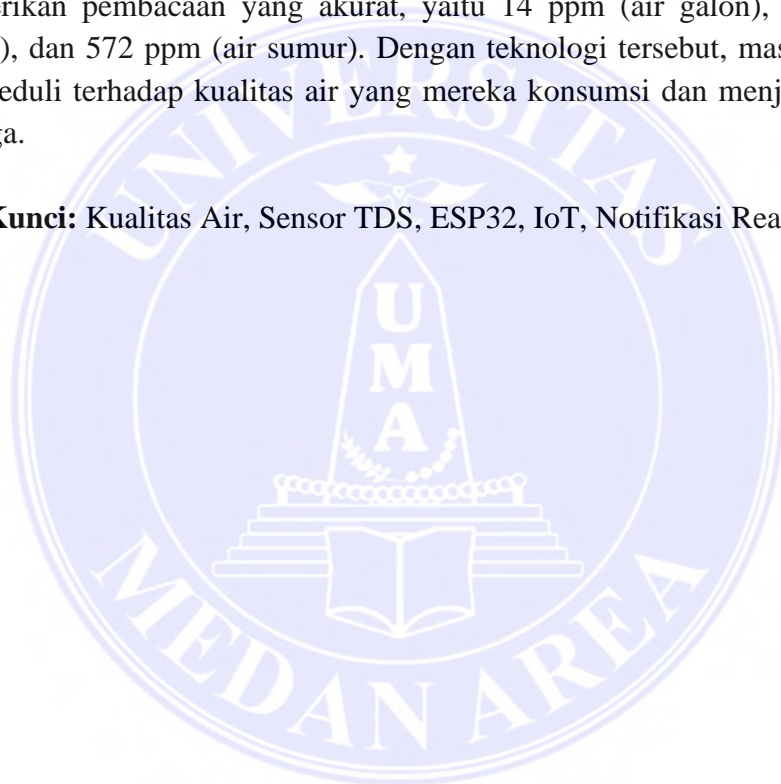 erikan pembacaan yang akurat, yaitu 14 ppm (air galon),
), dan 572 ppm (air sumur). Dengan teknologi tersebut, mas
eduli terhadap kualitas air yang mereka konsumsi dan menj
ga.
Kunci: Kualitas Air, Sensor TDS, ESP32, IoT, Notifikasi Rea
UNIVERSITAS
UMA
MEDAN AREA